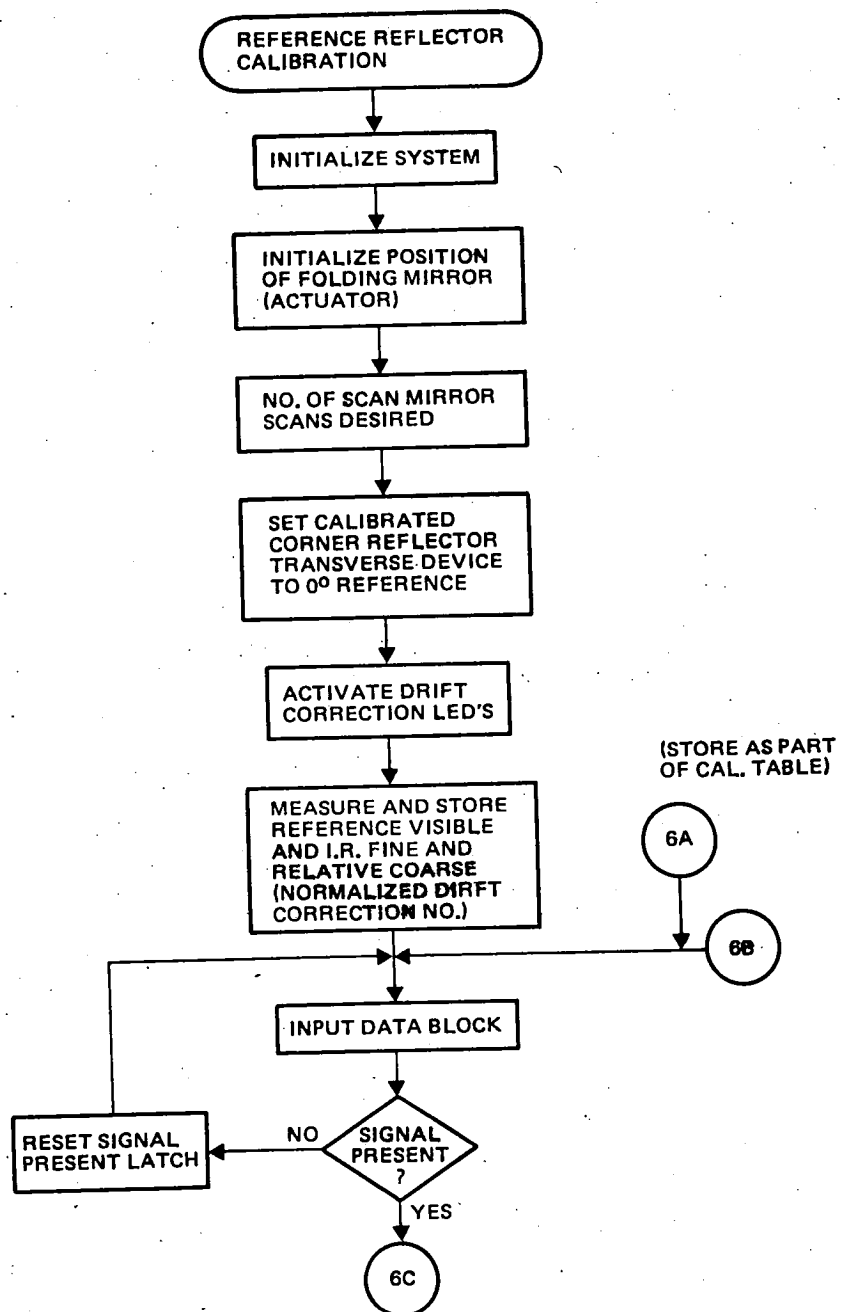 REFERENCE REFLECTOR
CALIBRATION
INITIALIZE SYSTEM
INITIALIZE POSITION
OF FOLDING MIRROR
(ACTUATOR)
NO. OF SCAN MIRROR
SCANS DESIRED
SET CALIBRATED
CORNER REFLECTOR
TRANSVERSE DEVICE
TO 0º REFERENCE
ACTIVATE DRIFT
CORRECTION LED'S
MEASURE AND STORE
REFERENCE VISIBLE
AND I.R. FINE AND
RELATIVE COARSE
(NORMALIZED DIRFT
CORRECTION NO.)
(STORE AS PART
OF CAL. TABLE)
6A
6B
INPUT DATA BLOCK
SIGNAL
PRESENT
?
NO
RESET SIGNAL
PRESENT LATCH
YES
6C